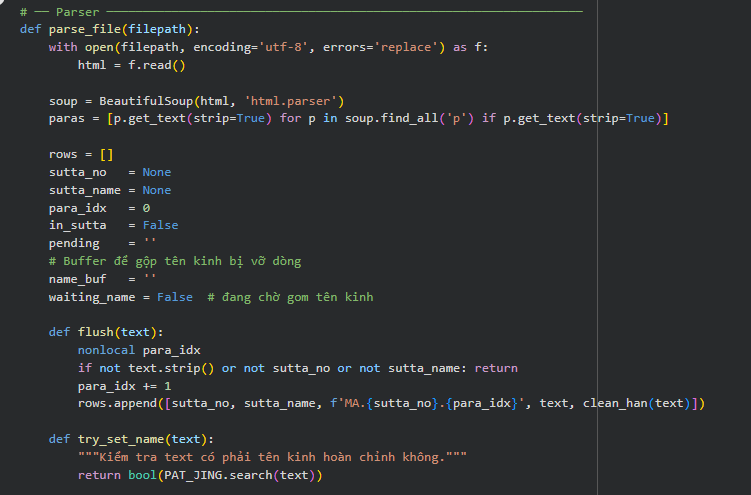 # ── Parser ──────────────────────────────────────────────────────────────
def parse_file(filepath):
    with open(filepath, encoding='utf-8', errors='replace') as f:
        html = f.read()

    soup = BeautifulSoup(html, 'html.parser')
    paras = [p.get_text(strip=True) for p in soup.find_all('p') if p.get_text(strip=True)]

    rows = []
    sutta_no   = None
    sutta_name = None
    para_idx   = 0
    in_sutta   = False
    pending    = ''
    # Buffer để gộp tên kinh bị vỡ dòng
    name_buf   = ''
    waiting_name = False  # đang chờ gom tên kinh

    def flush(text):
        nonlocal para_idx
        if not text.strip() or not sutta_no or not sutta_name: return
        para_idx += 1
        rows.append([sutta_no, sutta_name, f'MA.{sutta_no}.{para_idx}', text, clean_han(text)])

    def try_set_name(text):
        """Kiểm tra text có phải tên kinh hoàn chỉnh không."""
        return bool(PAT_JING.search(text))